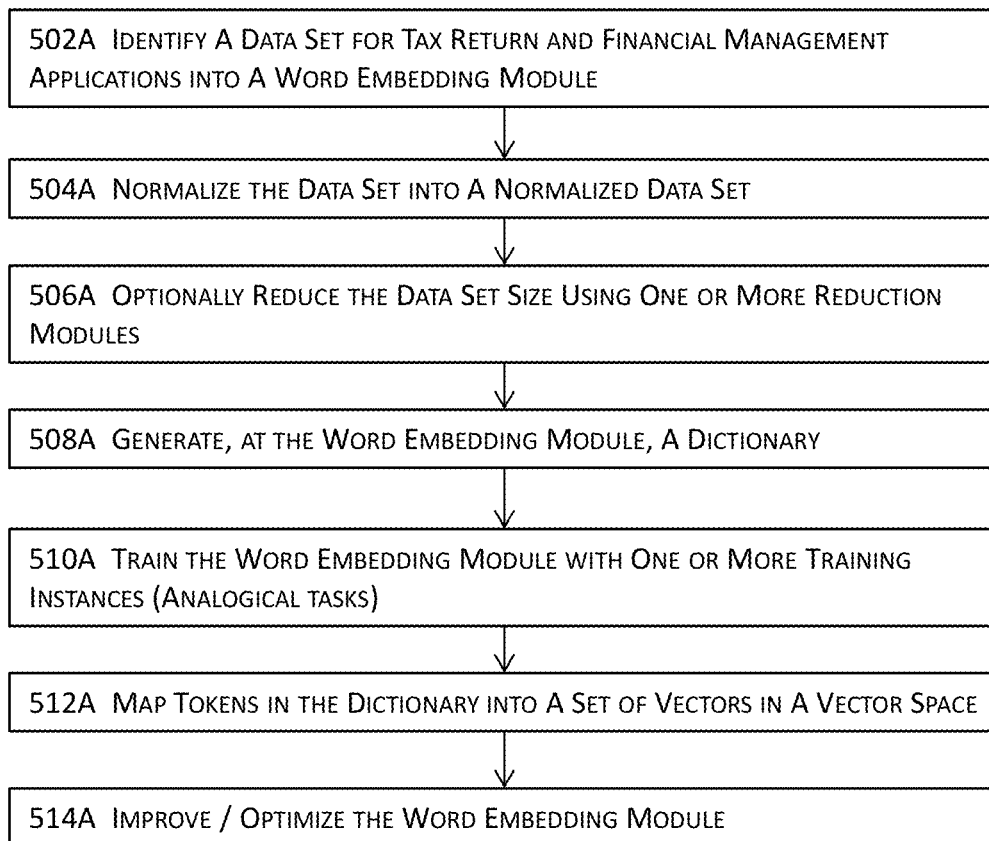 502A IDENTIFY A DATA SET FOR TAX RETURN AND FINANCIAL MANAGEMENT
APPLICATIONS INTO A WORD EMBEDDING MODULE
504A NORMALIZE THE DATA SET INTO A NORMALIZED DATA SET
506A OPTIONALLY REDUCE THE DATA SET SIZE USING ONE OR MORE REDUCTION
MODULES
508A GENERATE, AT THE WORD EMBEDDING MODULE, A DICTIONARY
510A TRAIN THE WORD EMBEDDING MODULE WITH ONE OR MORE TRAINING
INSTANCES (ANALOGICAL TASKS)
512A MAP TOKENS IN THE DICTIONARY INTO A SET OF VECTORS IN A VECTOR SPACE
514A IMPROVE / OPTIMIZE THE WORD EMBEDDING MODULE